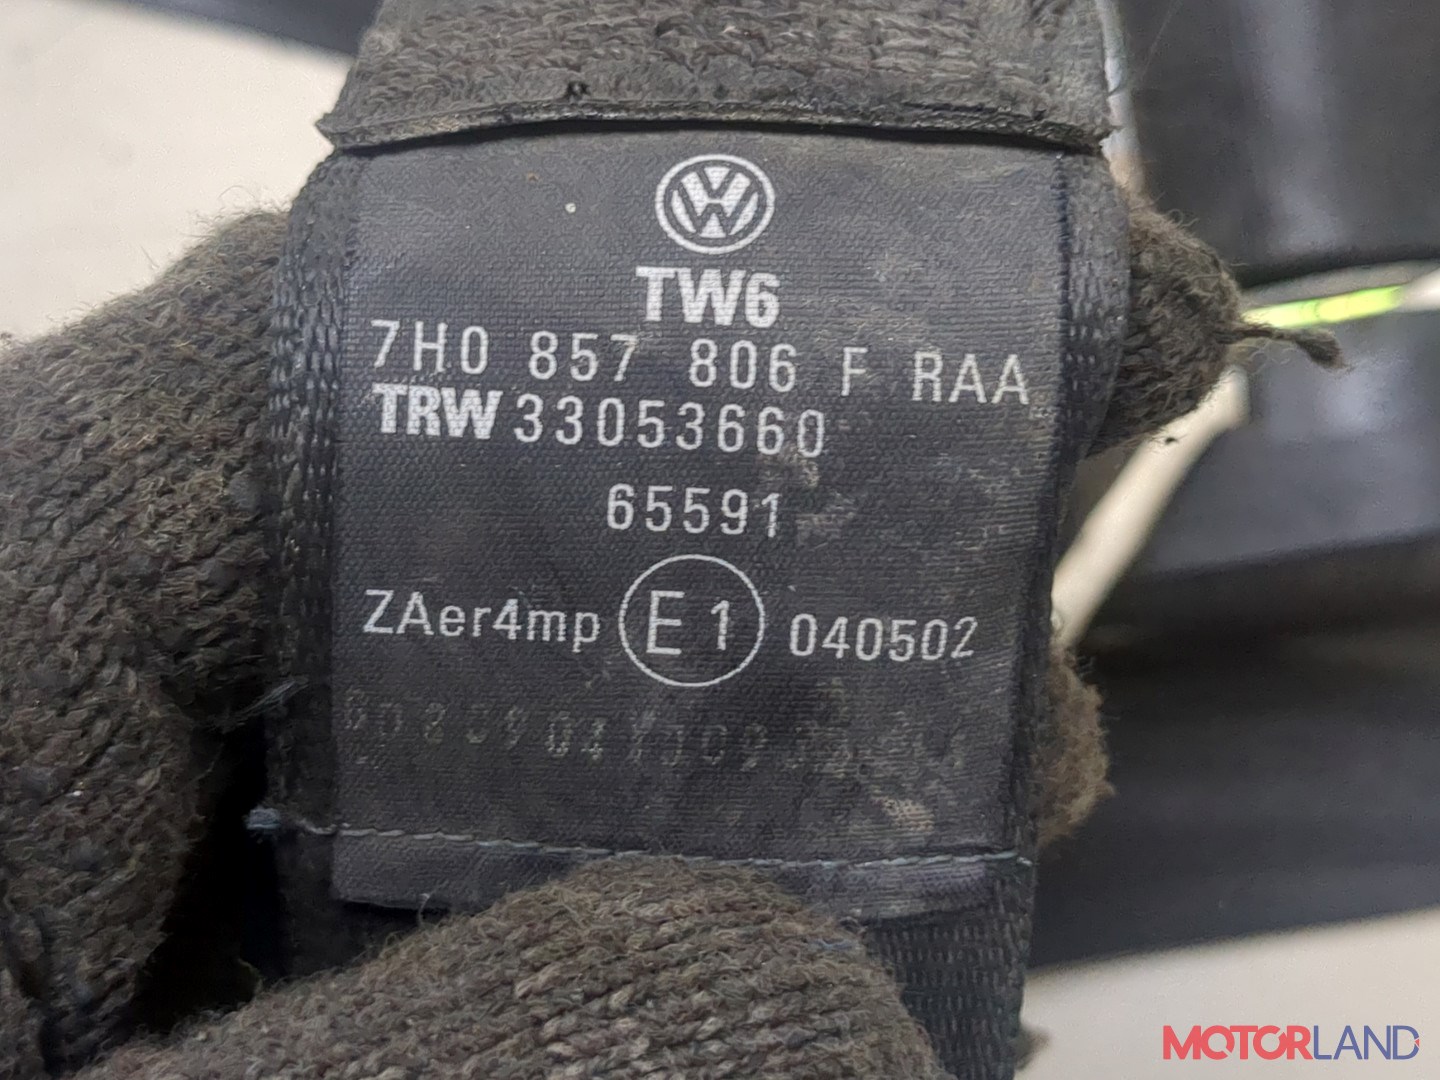 TW6
7H0 857 806 F RAA
TRW 33053660
65591
ZAer4mp E1 040502
MOTORLAND